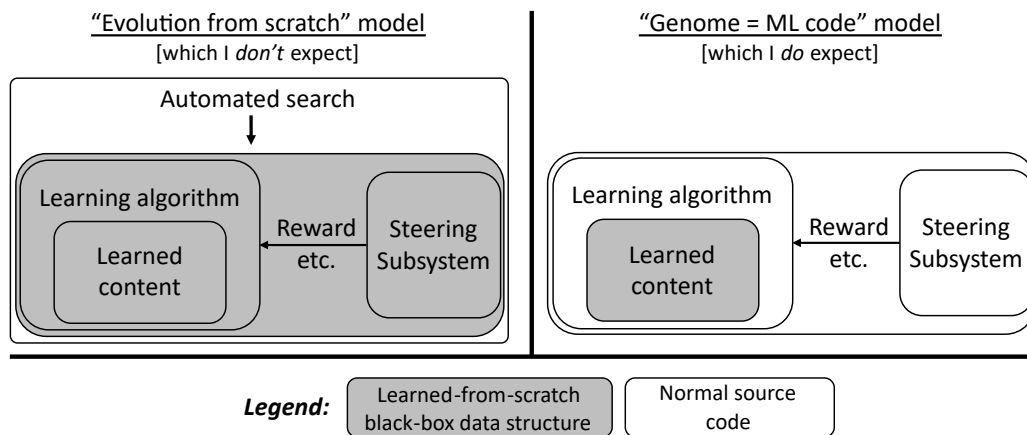 “Evolution from scratch” model
[which I don’t expect]
Automated search
Learning algorithm
Learned
content
Reward
etc.
Steering
Subsystem
“Genome = ML code” model
[which I do expect]
Learning algorithm
Learned
content
Reward
etc.
Steering
Subsystem
Legend:
Learned-from-scratch
black-box data structure
Normal source
code